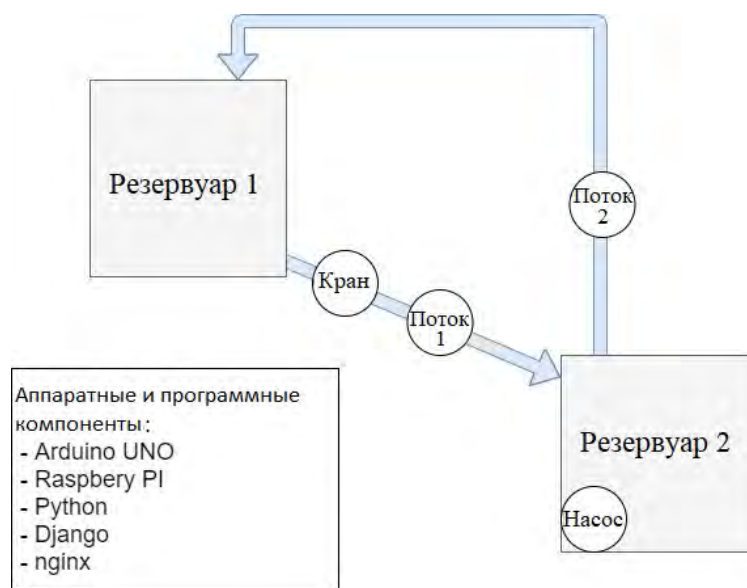 Резервуар 1
Поток
2
Кран
Поток
1
Аппаратные и программные
компоненты:
- Arduino UNO
- Raspbery PI
- Python
- Django
- nginx
Резервуар 2
Насос